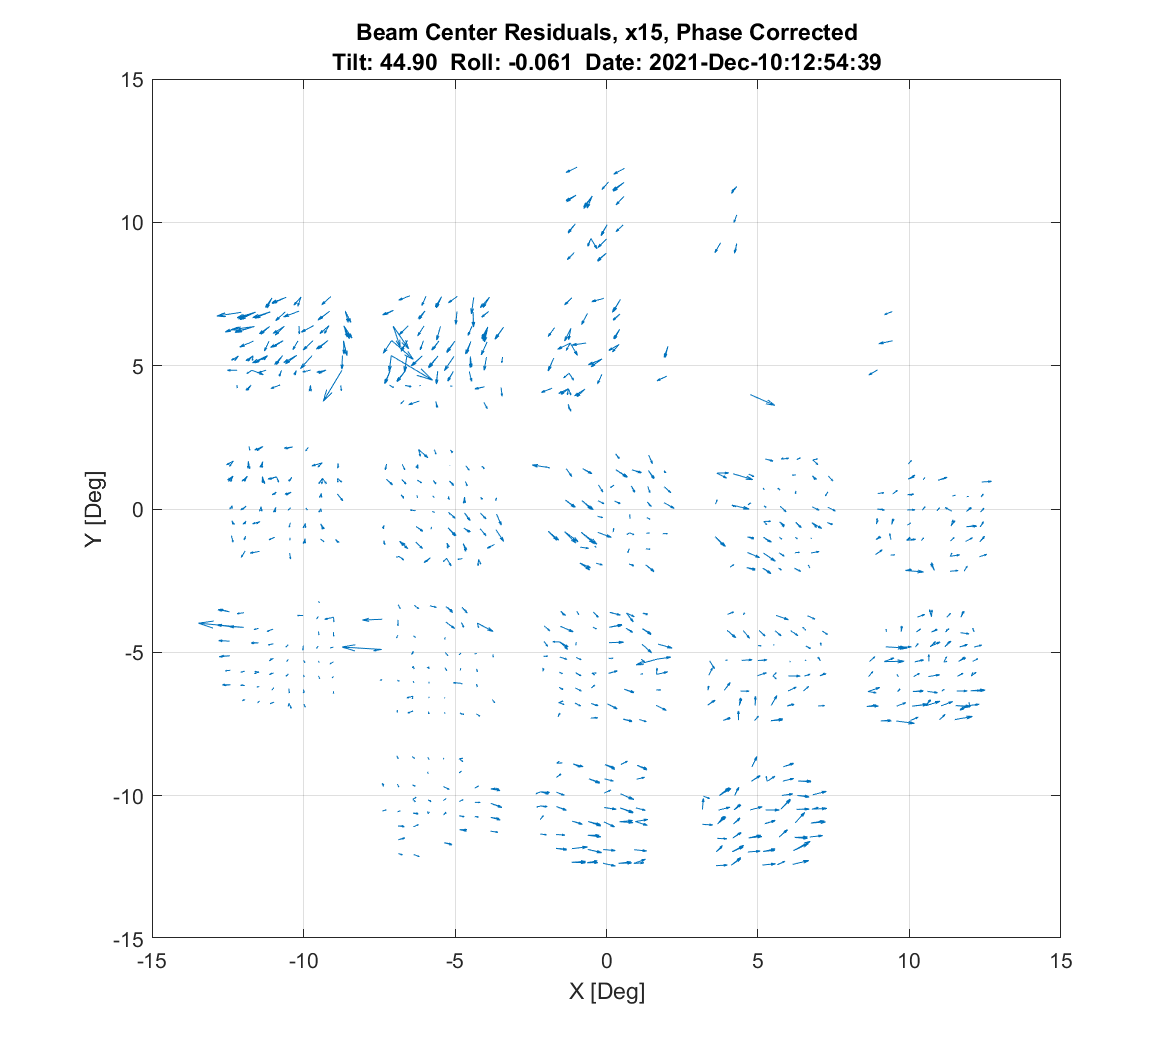 Beam Center Residuals, x15, Phase Corrected
Tilt: 44.90 Roll: -0.061 Date: 2021-Dec-10:12:54:39
15
10
5
0
-5
-10
-15
Y [Deg]
-15 -10 -5 0 5 10 15
X [Deg]